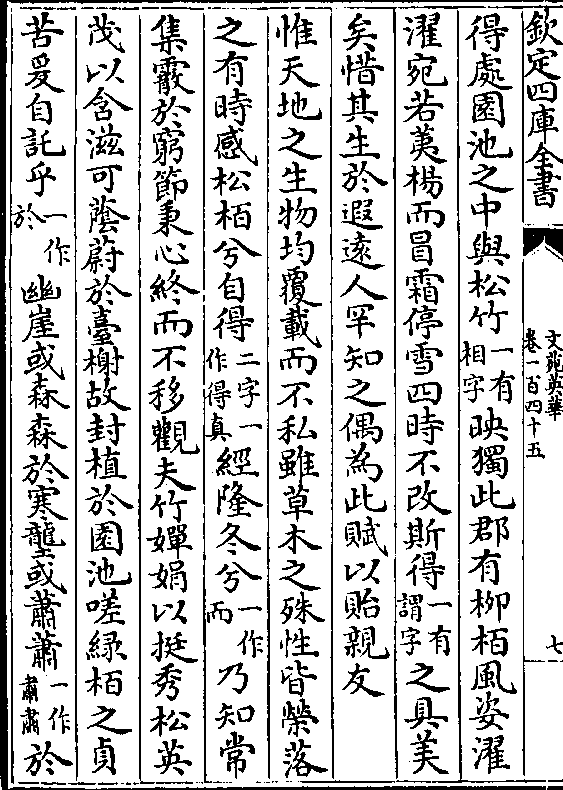 欽定四庫全書
文苑英華
卷一百四十五
七
得處園池之中與松竹一有相字映獨此郡有栁栢風姿濯
濯宛若荑楊而冒霜停雪四時不改斯得一有謂字之具美
矣惜其生於遐遠人罕知之偶為此賦以貽親友
惟天地之生物均覆載而不私雖草木之殊性皆榮落
之有時感松栢兮自得二字一作得真經隆冬兮一作而乃知常
集霰於窮節秉心終而不移觀夫竹嬋娟以挺秀松英
茂以含滋可蔭蔚於臺榭故封植於園池嗟緑栢之貞
苦爰自託乎一作於幽崖或森森於寒壟或蕭蕭一作肅肅於